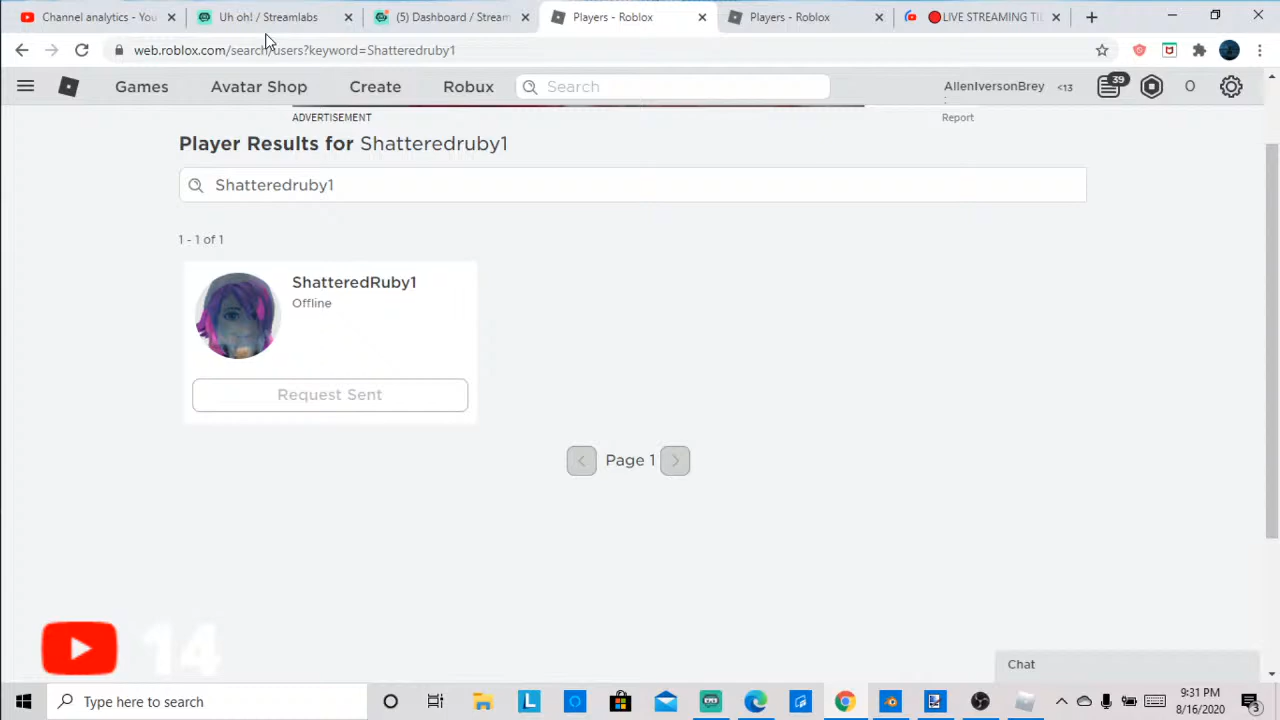 Channel analytics - You
Uh oh! / Streamlabs
(5) Dashboard / Stream
Players - Roblox
Players - Roblox
LIVE STREAMING TI
web.roblox.com/search/users?keyword=Shatteredruby1
Games
Avatar Shop
Create
Robux
Search
AllenIversonBrey
<13
39
0
ADVERTISEMENT
Report
Player Results for Shatteredruby1
Shatteredruby1
1 - 1 of 1
ShatteredRuby1
Offline
Request Sent
Page 1
14
Chat
Type here to search
9:31 PM
8/16/2020
3